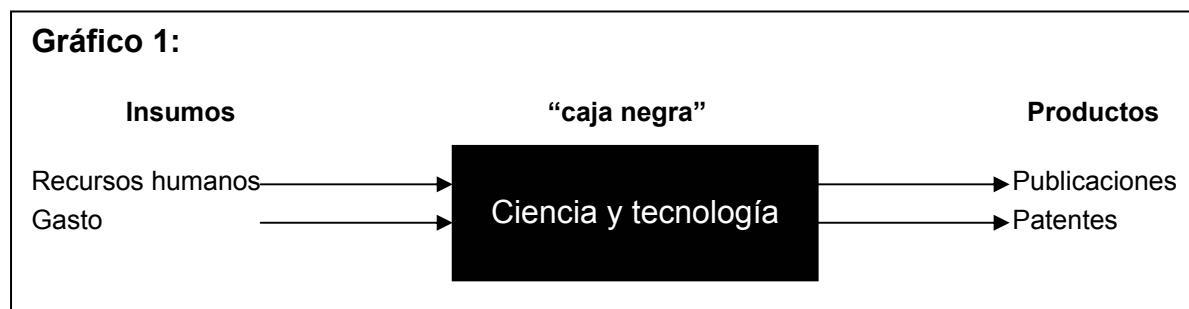 Gráfico 1:
Insumos “caja negra” Productos
Recursos humanos Ciencia y tecnología Publicaciones
Gasto Patentes